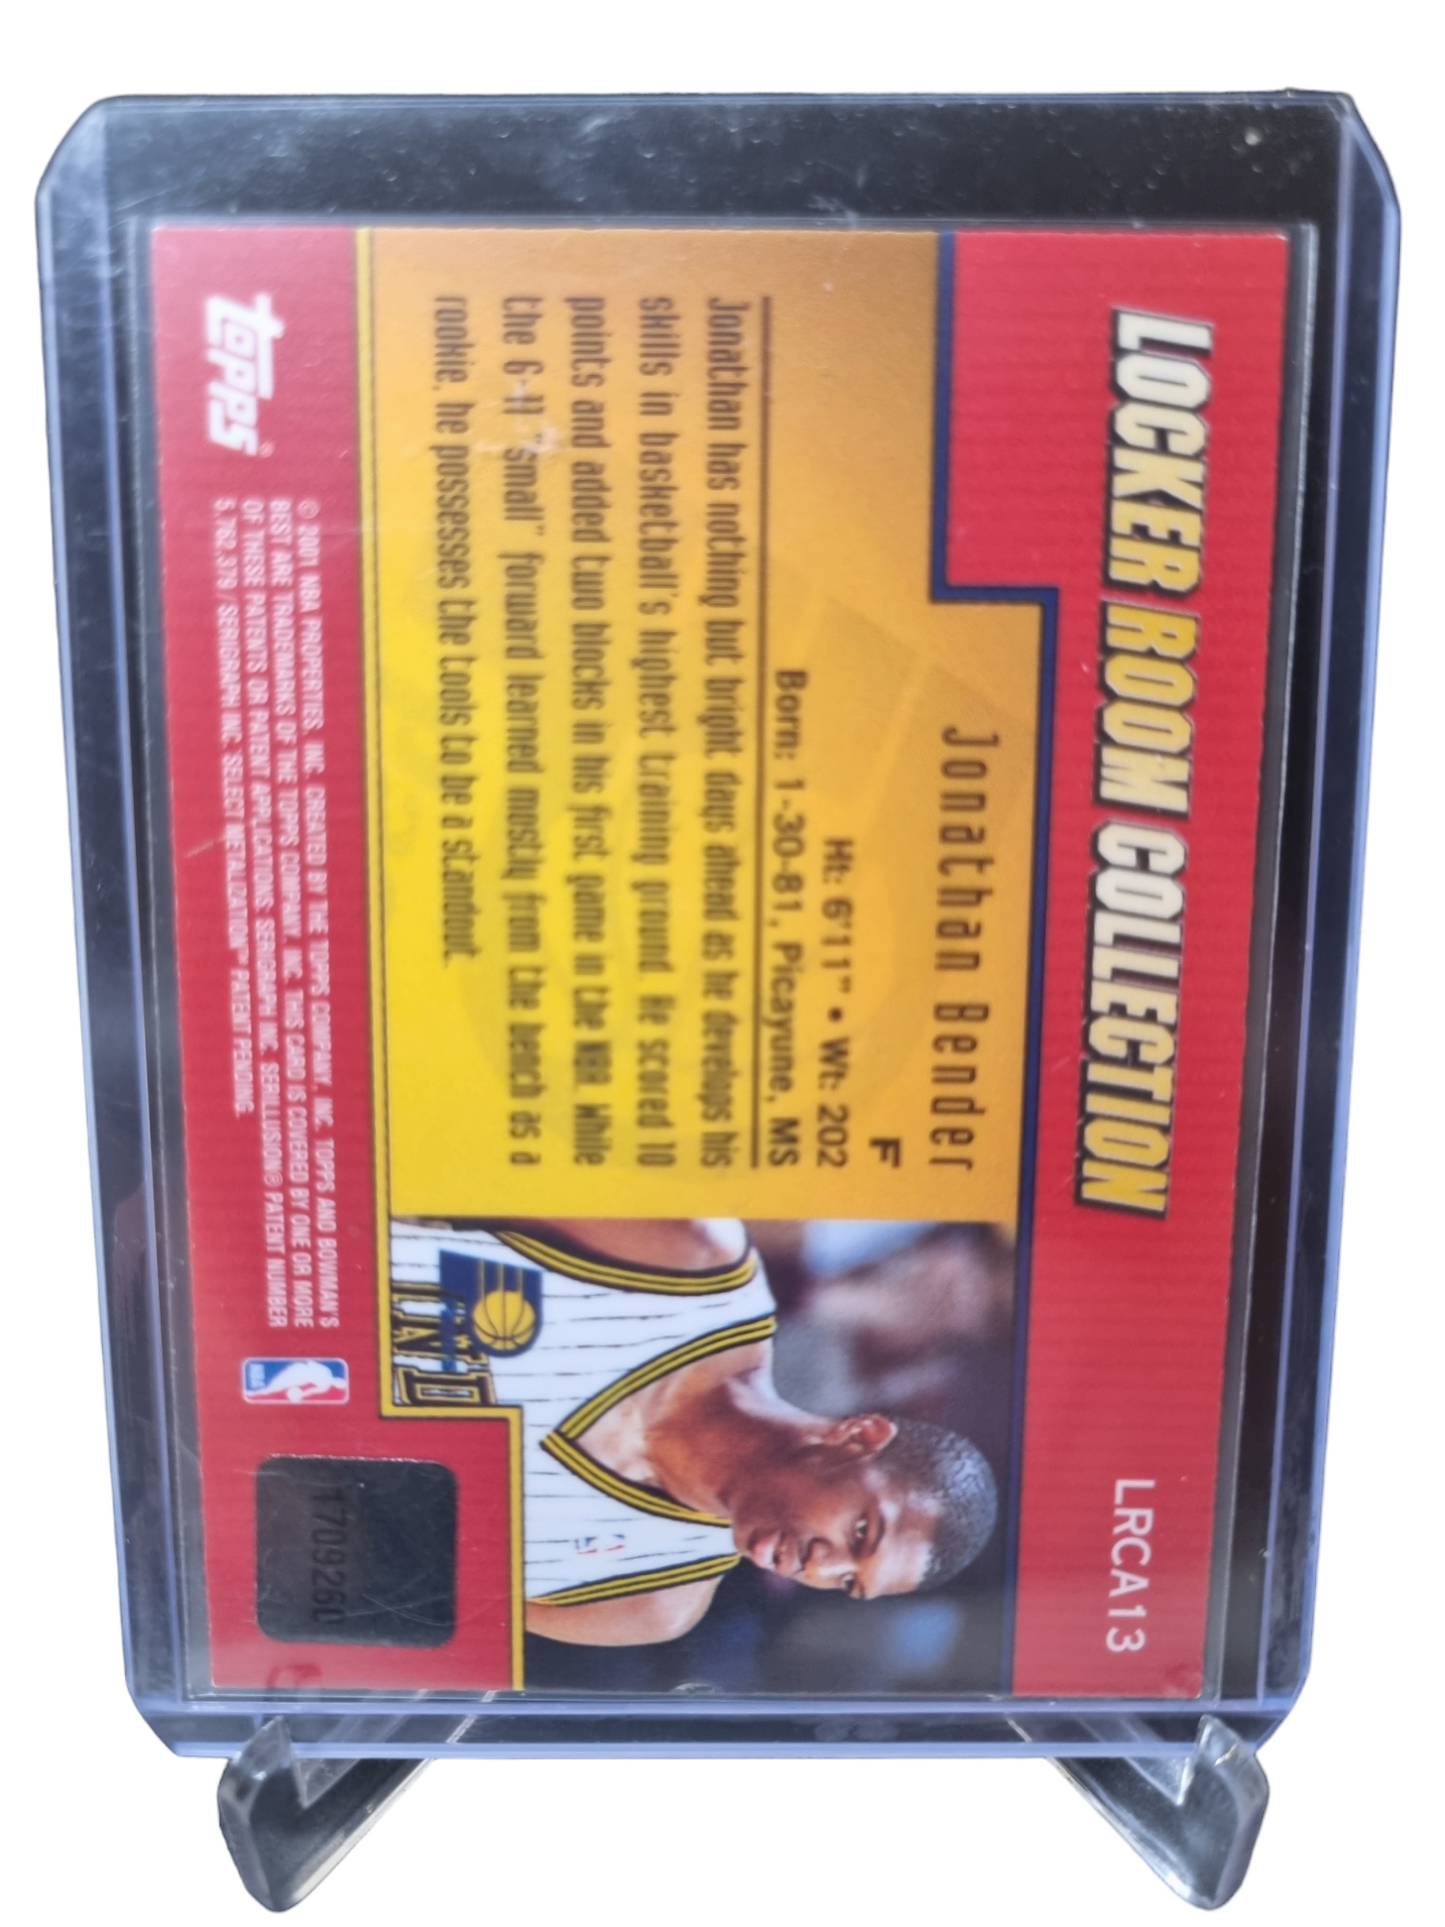 LOCKER ROOM COLLECTION
LRCA13
Jonathan Bender
F
Ht: 6'11" • Wt: 202
Born: 1-30-81, Picayune, MS
Jonathan has nothing but bright days ahead as he develops his
skills in basketball's highest training ground. He scored 10
points and added two blocks in his first game in the NBA. While
the 6-11 "small" forward learned mostly from the bench as a
rookie, he possesses the tools to be a standout.
IND
topps®
© 2001 NBA PROPERTIES, INC. CREATED BY THE TOPPS COMPANY, INC. TOPPS AND BOWMAN'S
BEST ARE TRADEMARKS OF THE TOPPS COMPANY, INC. THIS CARD IS COVERED BY ONE OR MORE
OF THESE PATENTS OR PATENT APPLICATIONS: SERIGRAPH INC. SERILLUSION® PATENT NUMBER
5,762,379 / SERIGRAPH INC. SELECT METALIZATION™ PATENT PENDING.
NBA